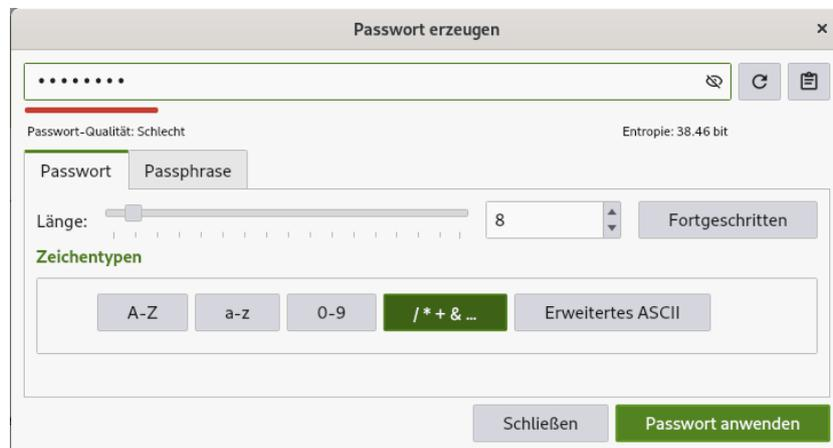 Passwort erzeugen ×
••••••••
Passwort-Qualität: Schlecht Entropie: 38.46 bit
Passwort Passphrase
Länge: 8 Fortgeschritten
Zeichentypen
A-Z a-z 0-9 /*+&... Erweitertes ASCII
Schließen Passwort anwenden